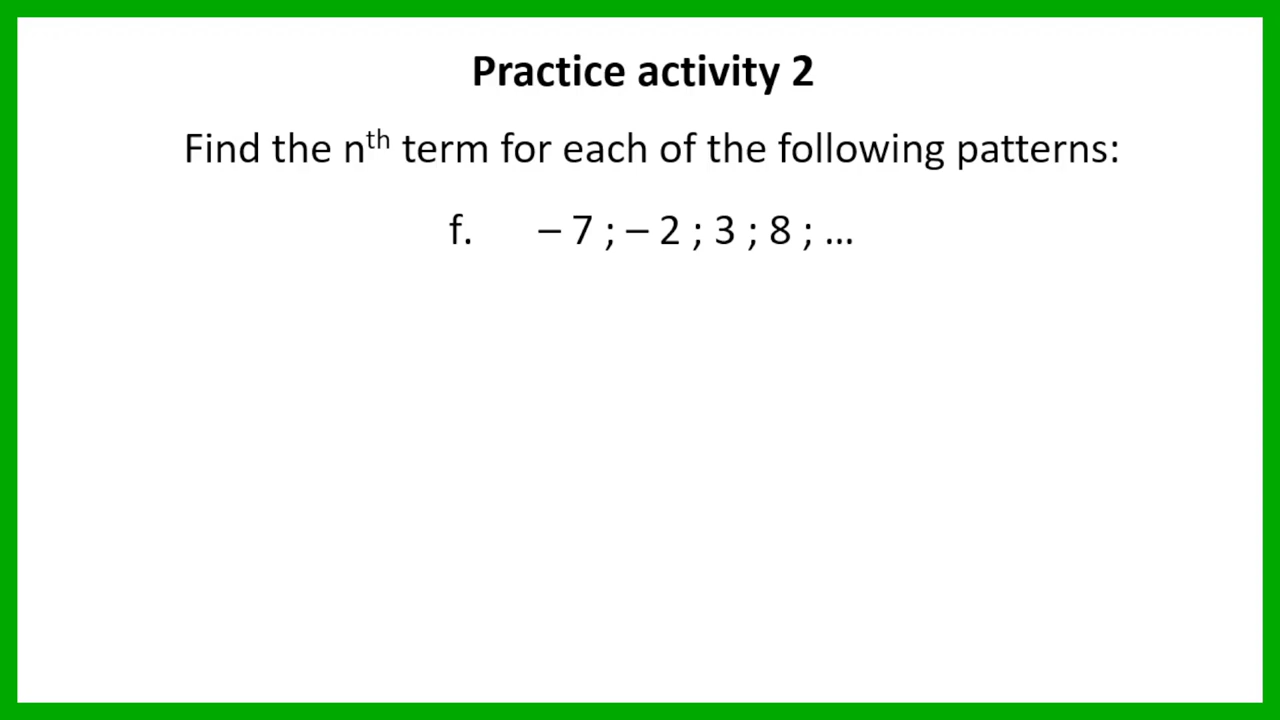 Practice activity 2
Find the nth term for each of the following patterns:
f. – 7 ; – 2 ; 3 ; 8 ; ...